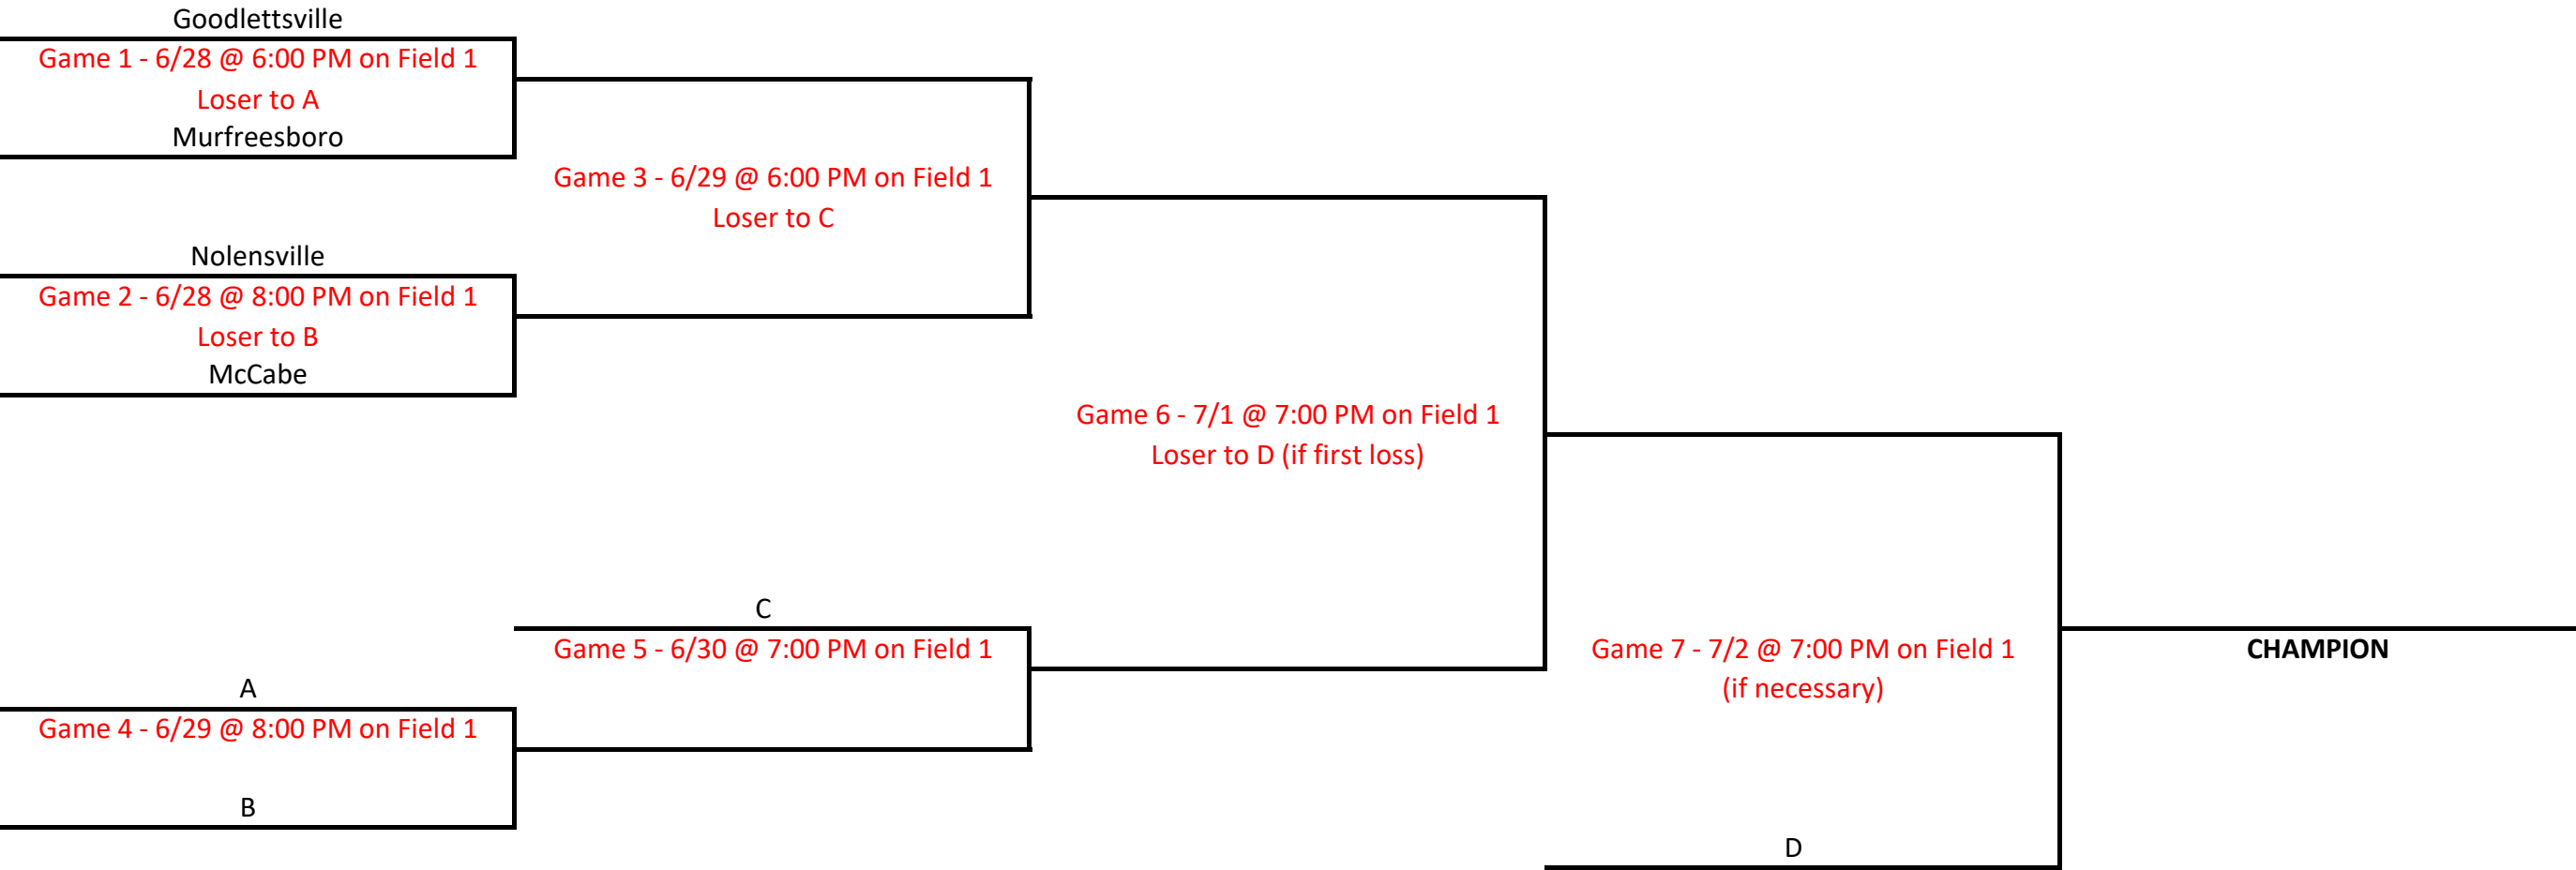 Goodlettsville
Game 1 - 6/28 @ 6:00 PM on Field 1
Loser to A
Murfreesboro
Game 3 - 6/29 @ 6:00 PM on Field 1
Loser to C
Nolensville
Game 2 - 6/28 @ 8:00 PM on Field 1
Loser to B
McCabe
Game 6 - 7/1 @ 7:00 PM on Field 1
Loser to D (if first loss)
C
Game 5 - 6/30 @ 7:00 PM on Field 1
Game 7 - 7/2 @ 7:00 PM on Field 1
(if necessary)
CHAMPION
A
Game 4 - 6/29 @ 8:00 PM on Field 1
B
D